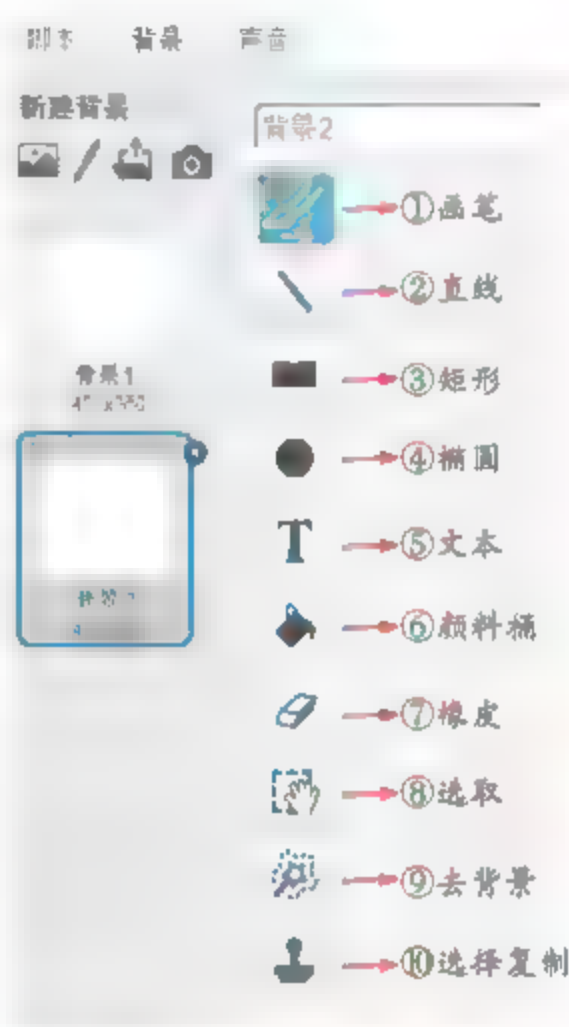 脚本 背景 声音
新建背景
背景2
①画笔
②直线
背景1
③矩形
④椭圆
⑤文本
⑥颜料桶
⑦橡皮
⑧选取
⑨去背景
⑩选择复制